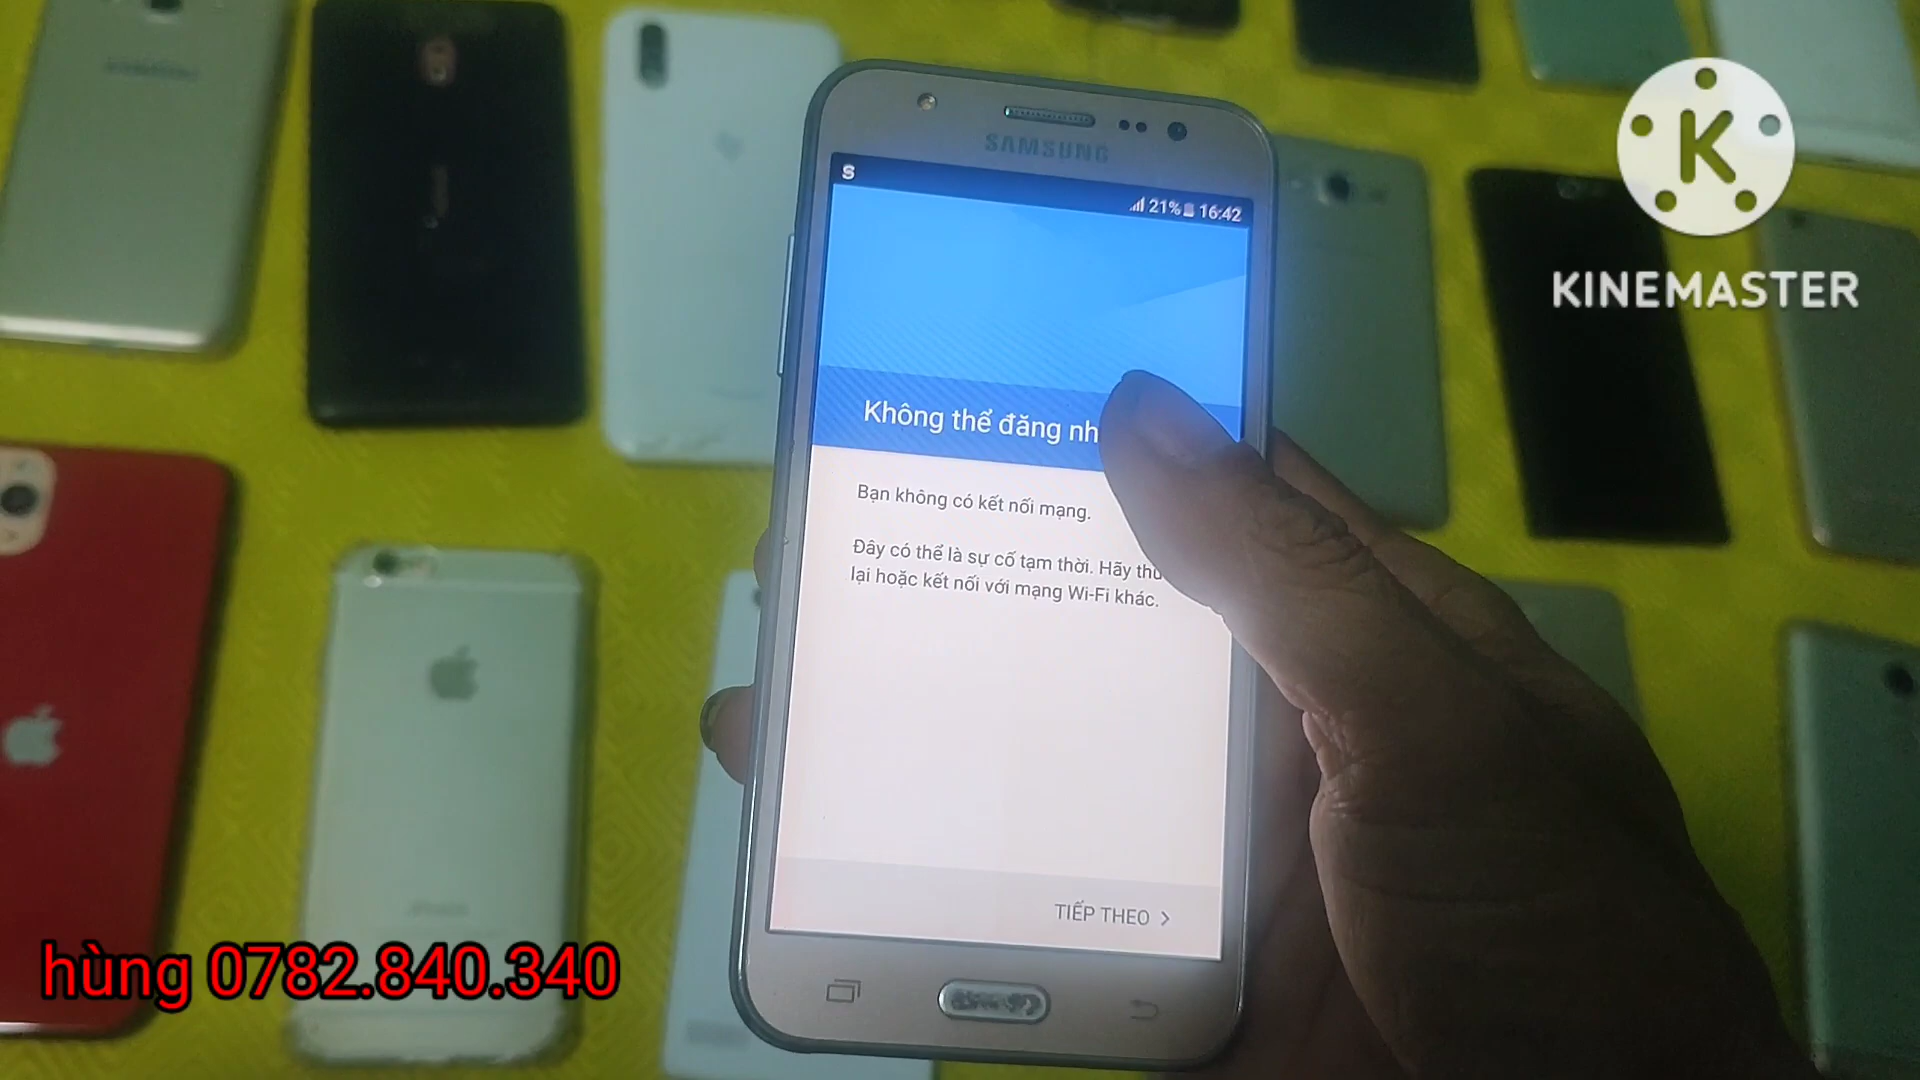 SAMSUNG
SAMSUNG
S
21% 16:42
K
KINEMASTER
Không thể đăng nh
Bạn không có kết nối mạng.
Đây có thể là sự cố tạm thời. Hãy thử
lại hoặc kết nối với mạng Wi-Fi khác.
TIẾP THEO >
hùng 0782.840.340